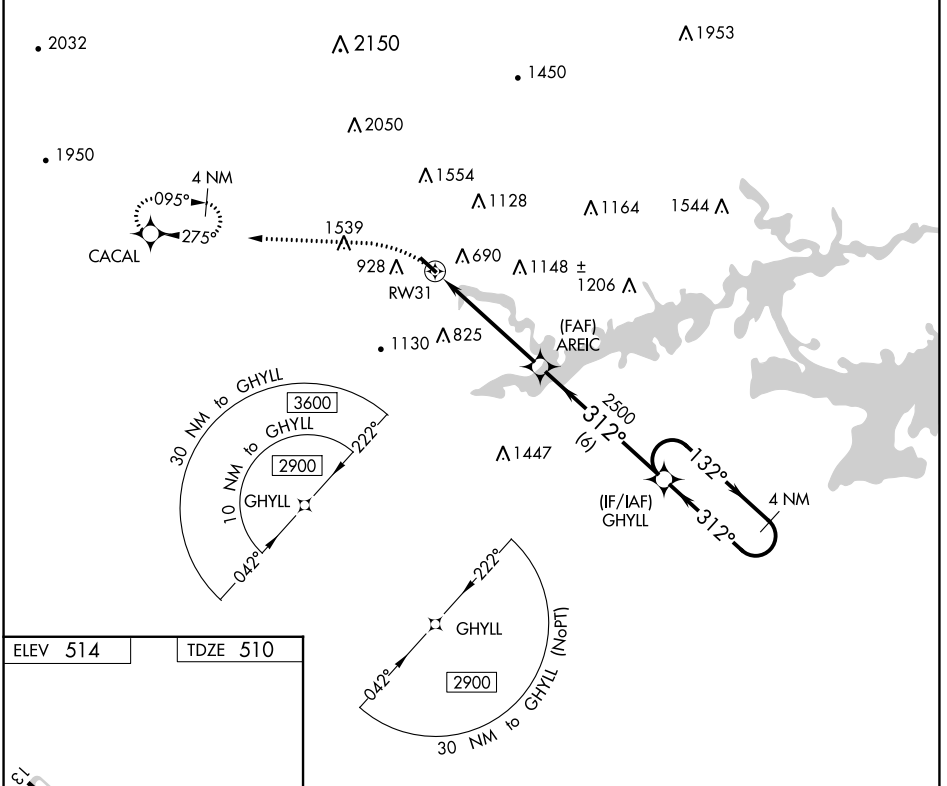 2032
2150
1953
1450
2050
1950
1554
4 NM
095°
1128
1164
1544
275°
CACAL
1539
928
690
1148 ±
1206
RW31
(FAF)
AREIC
1130
825
30 NM to GHYLL
3600
10 NM to GHYLL
2900
222°
GHYLL
042°
2500
312°
(6)
1447
132°
4 NM
(IF/IAF)
GHYLL
312°
222°
GHYLL
042°
2900
30 NM to GHYLL (NoPT)
ELEV 514
TDZE 510
13